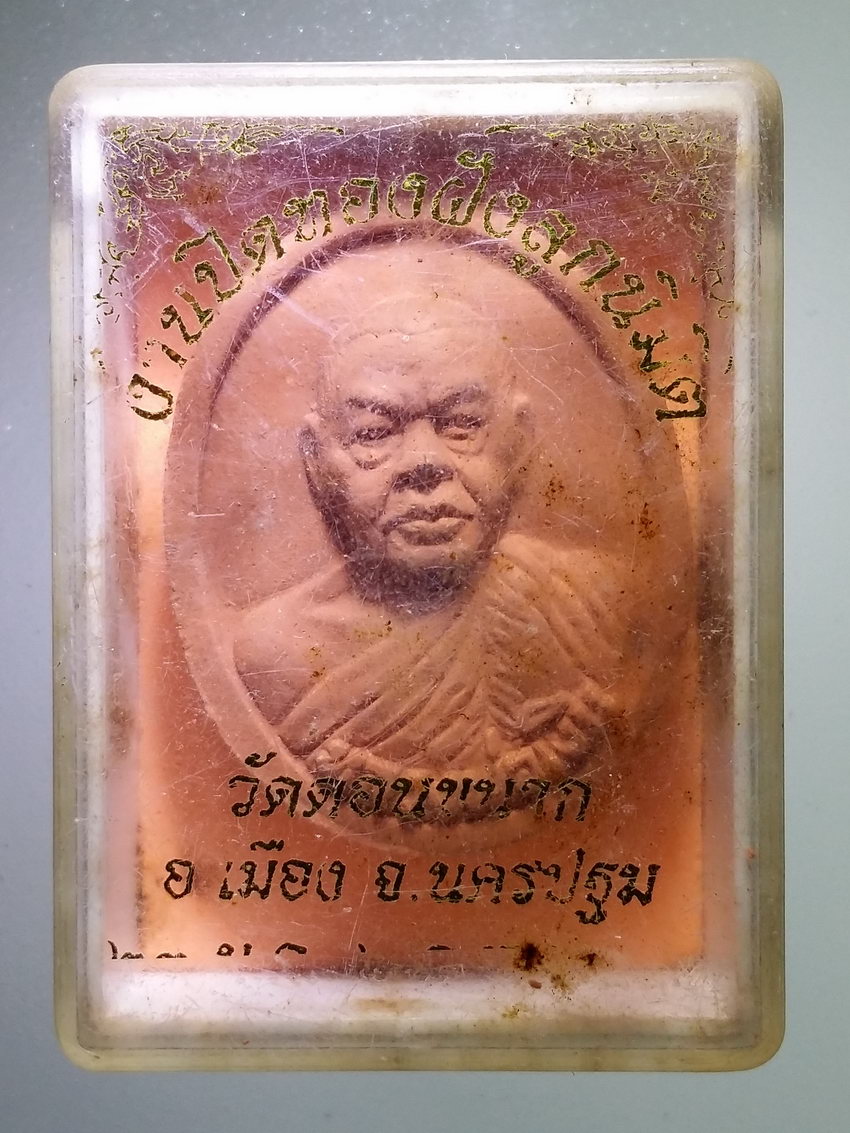 งานปิดทองฝังลูกนิมิต
วัดดอนขนาก
อ เมือง จ.นครปฐม